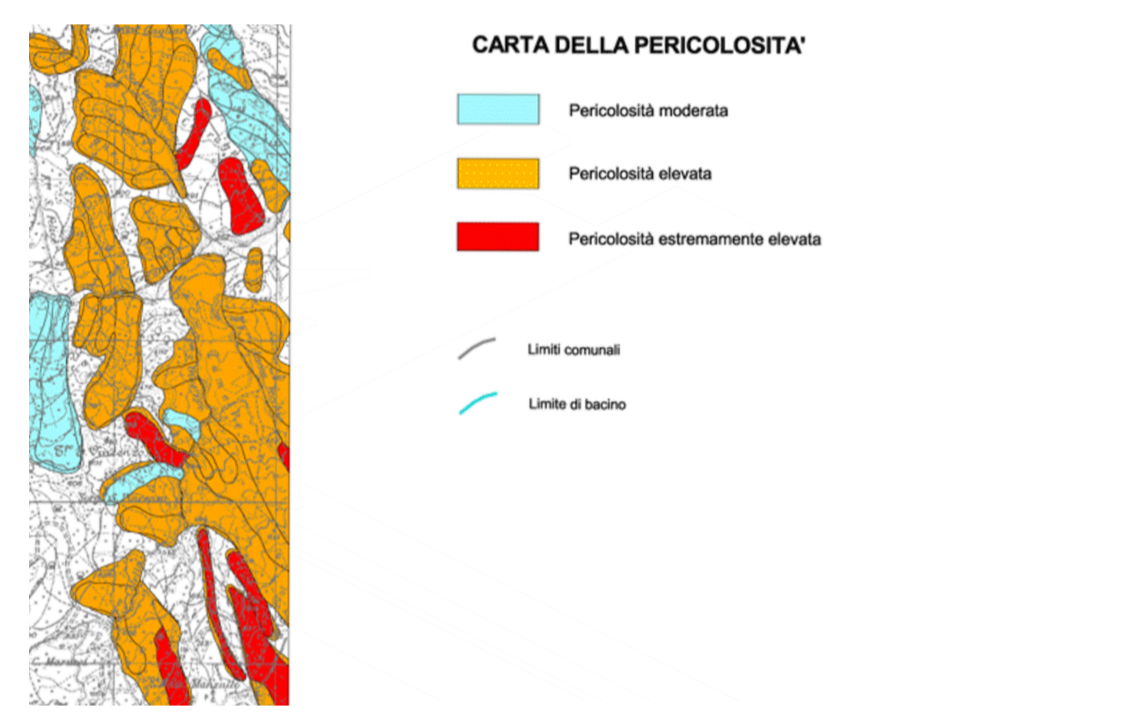 CARTA DELLA PERICOLOSITA'
Pericolosità moderata
Pericolosità elevata
Pericolosità estremamente elevata
Limiti comunali
Limite di bacino